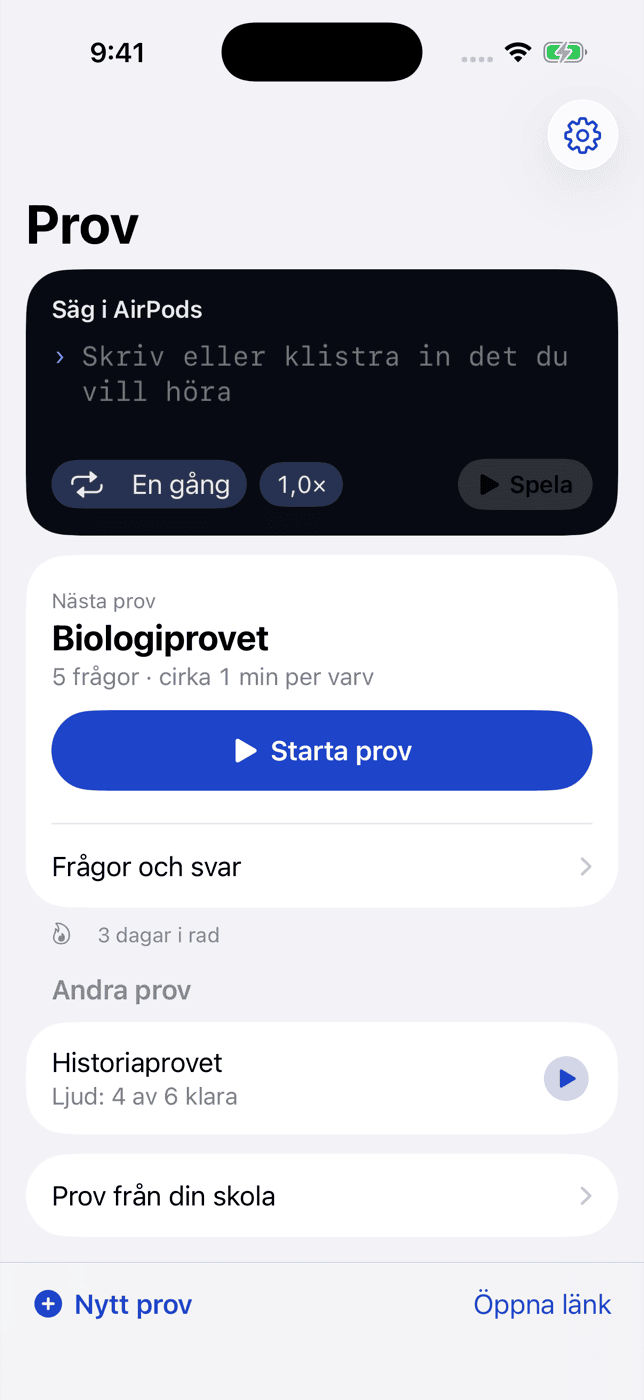 9:41
Prov
Säg i AirPods
› Skriv eller klistra in det du
vill höra
En gång
1,0×
Spela
Nästa prov
Biologiprovet
5 frågor · cirka 1 min per varv
Starta prov
Frågor och svar
3 dagar i rad
Andra prov
Historiaprovet
Ljud: 4 av 6 klara
Prov från din skola
Nytt prov
Öppna länk